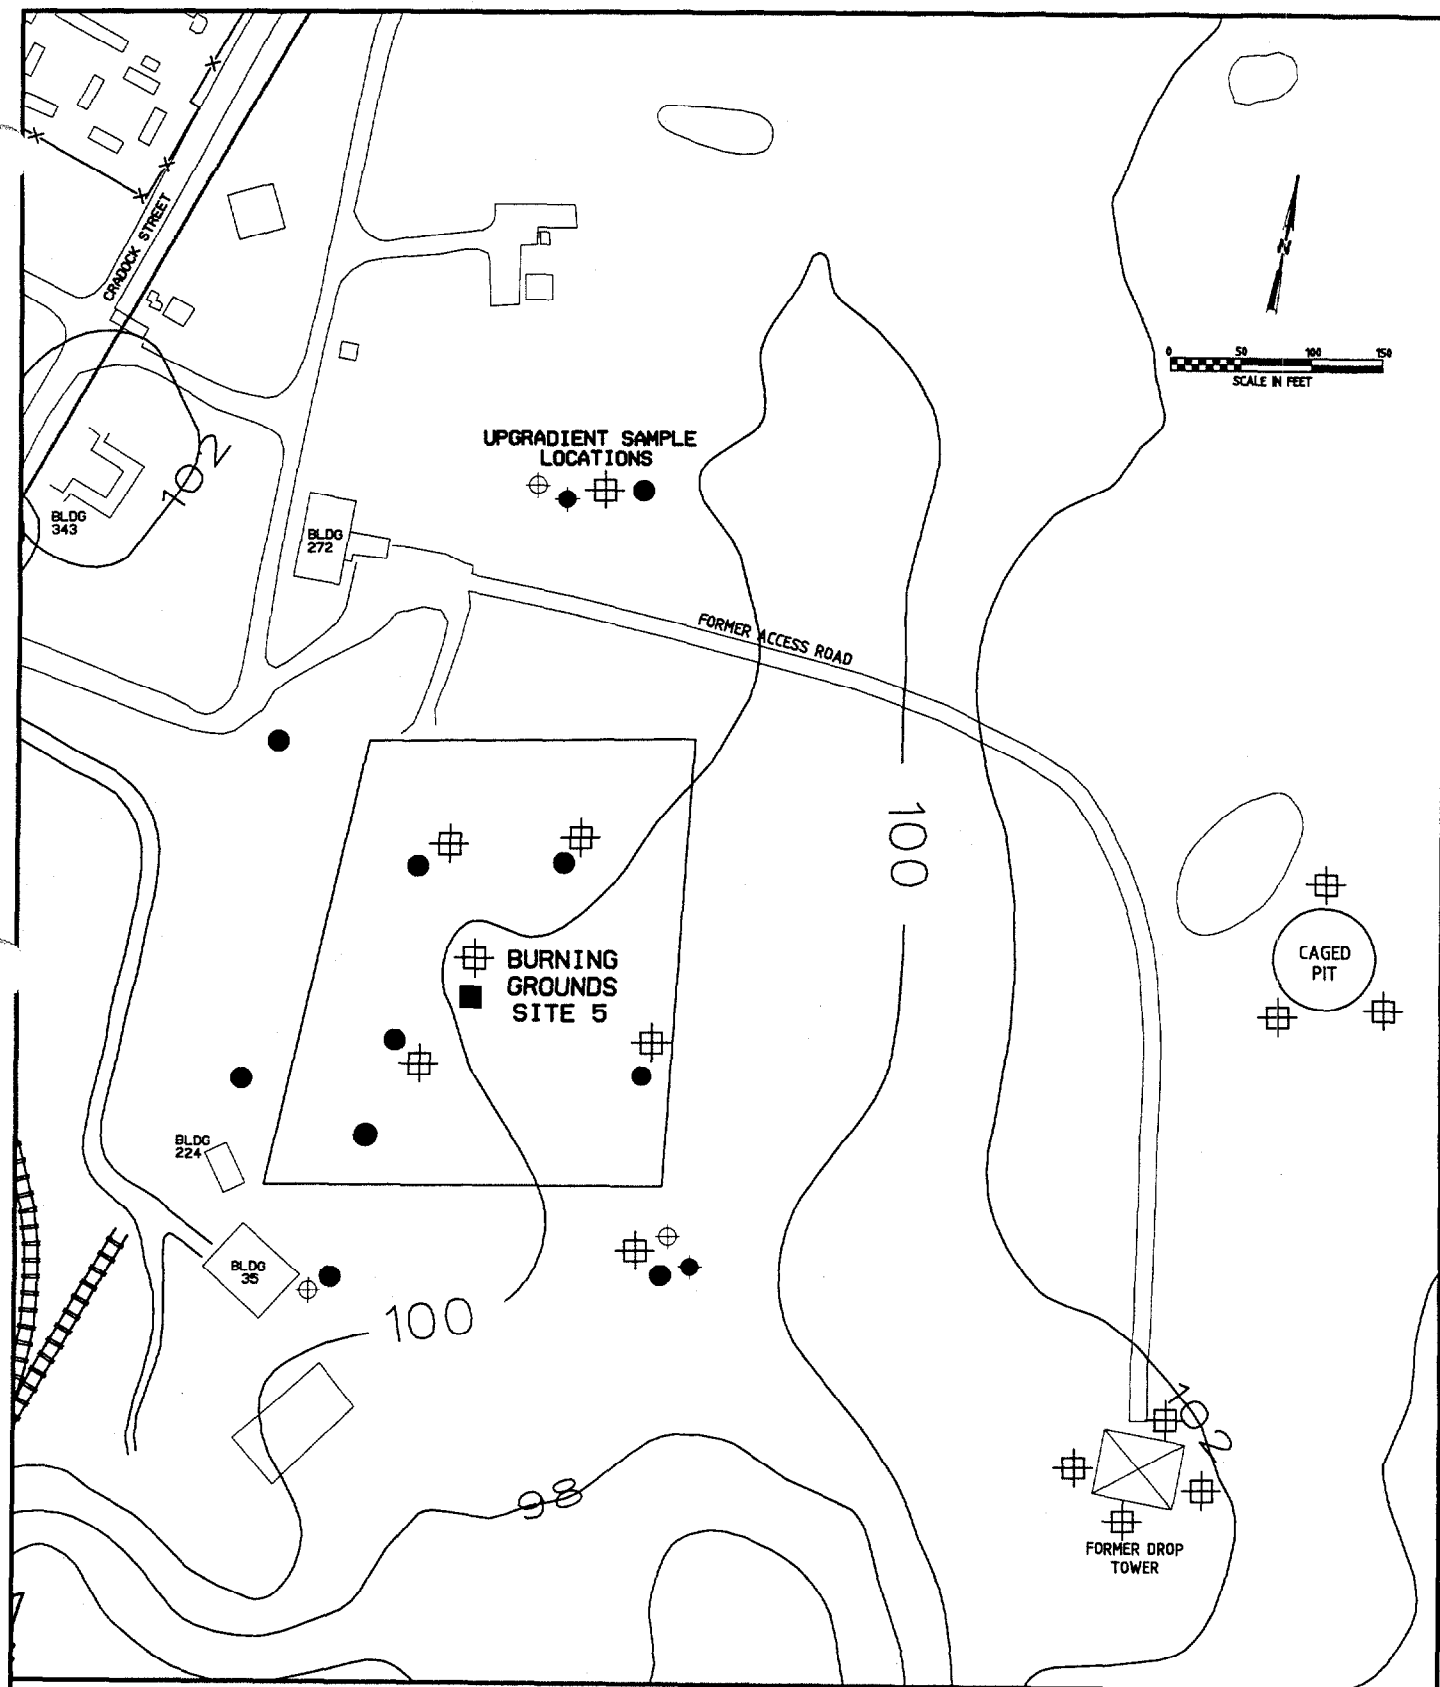 CRADOCK STREET
N
0 50 100 150
SCALE IN FEET
UPGRADIENT SAMPLE
LOCATIONS
102
BLDG
343
BLDG
272
FORMER ACCESS ROAD
100
CAGED
PIT
BURNING
GROUNDS
SITE 5
BLDG
224
BLDG
35
100
102
98
FORMER DROP
TOWER